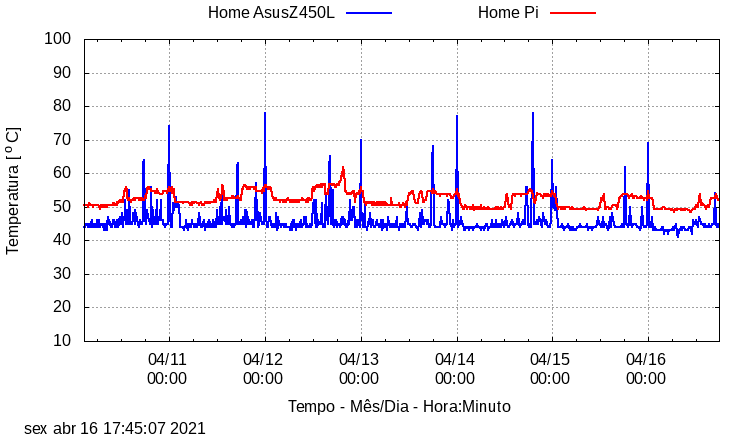 Home AsusZ450L
Home Pi
100
90
80
70
60
50
40
30
20
10
Temperatura [ º C]
04/11 04/12 04/13 04/14 04/15 04/16
00:00 00:00 00:00 00:00 00:00 00:00
Tempo - Mês/Dia - Hora:Minuto
sex abr 16 17:45:07 2021